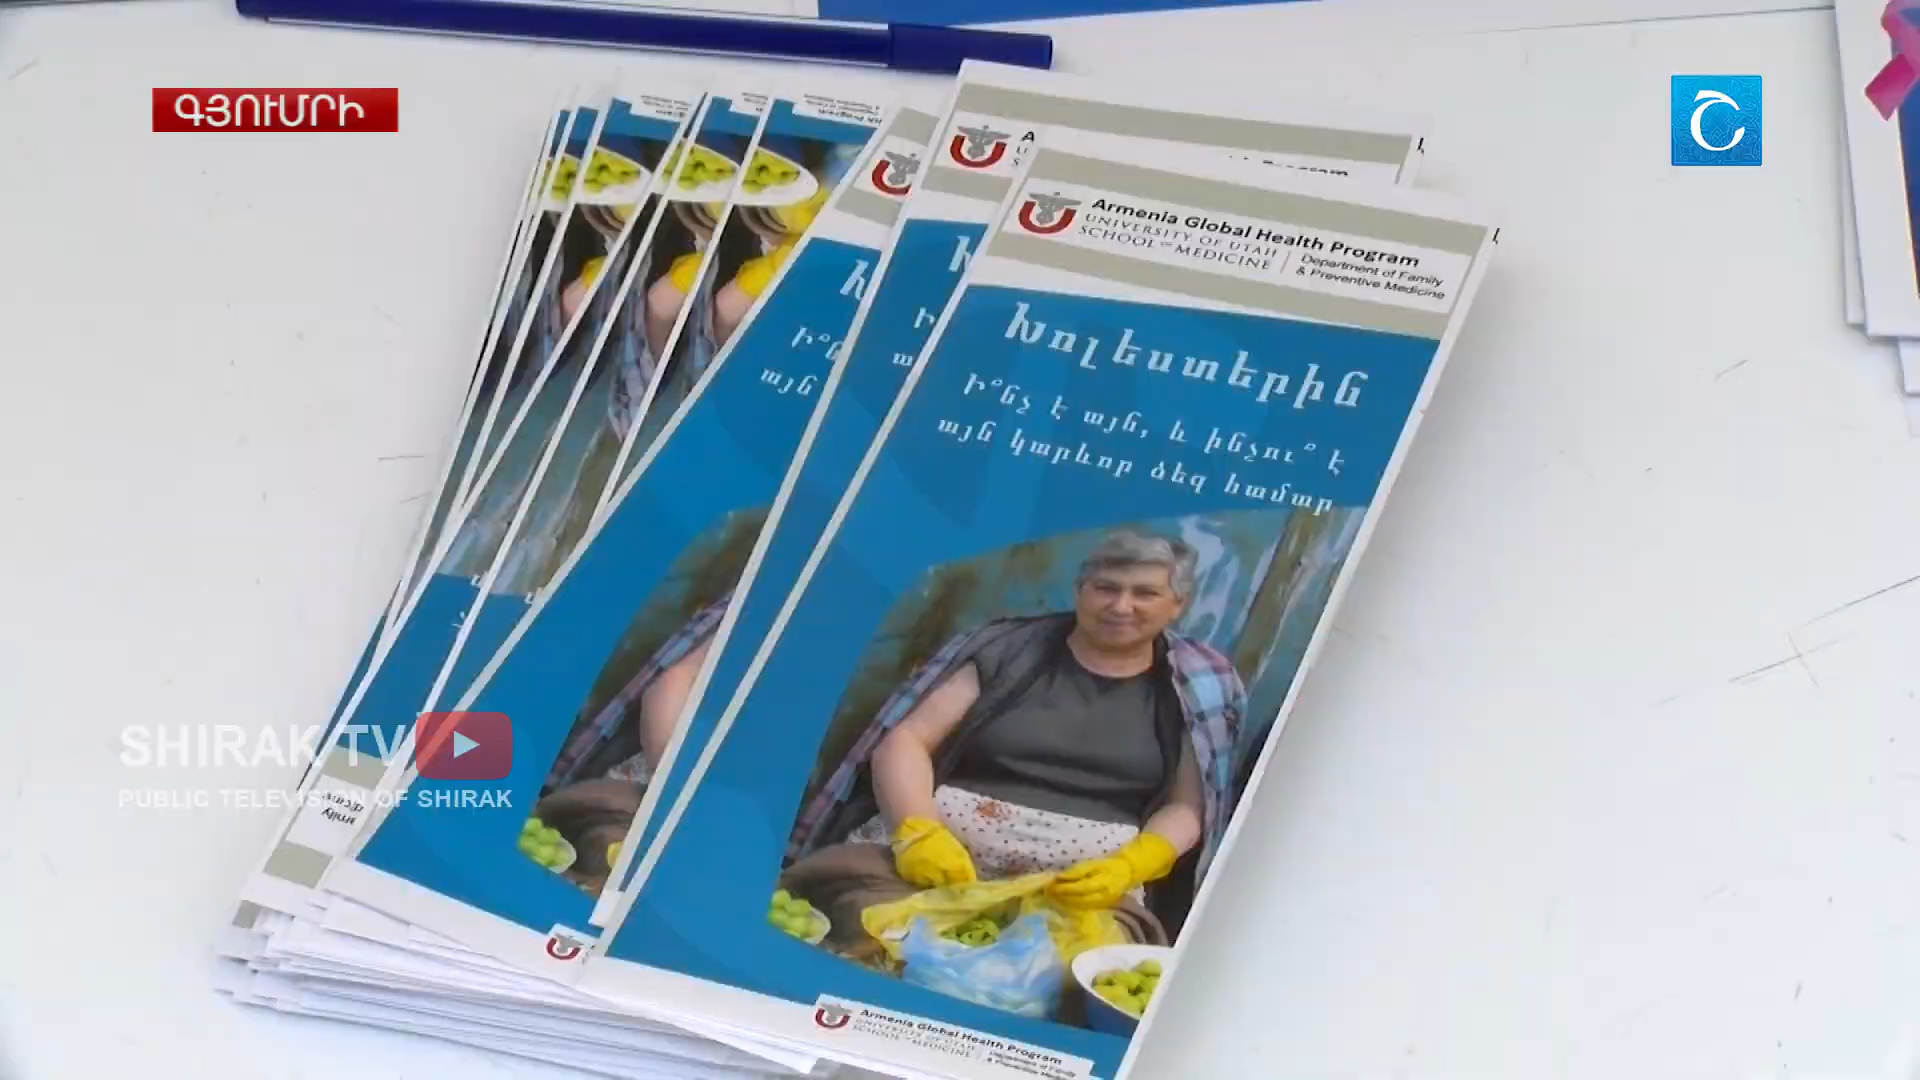 ԳՅՈՒՄՐԻ
Armenia Global Health Program
UNIVERSITY OF UTAH
SCHOOL OF MEDICINE
Department of Family
& Preventive Medicine
Խոլեստերին
Ի՞նչ է այն, և ինչու՞ է
այն կարևոր ձեզ համար
SHIRAK TV
PUBLIC TELEVISION OF SHIRAK
Armenia Global Health Program
UNIVERSITY OF UTAH
SCHOOL OF MEDICINE
Department of Family
& Preventive Medicine